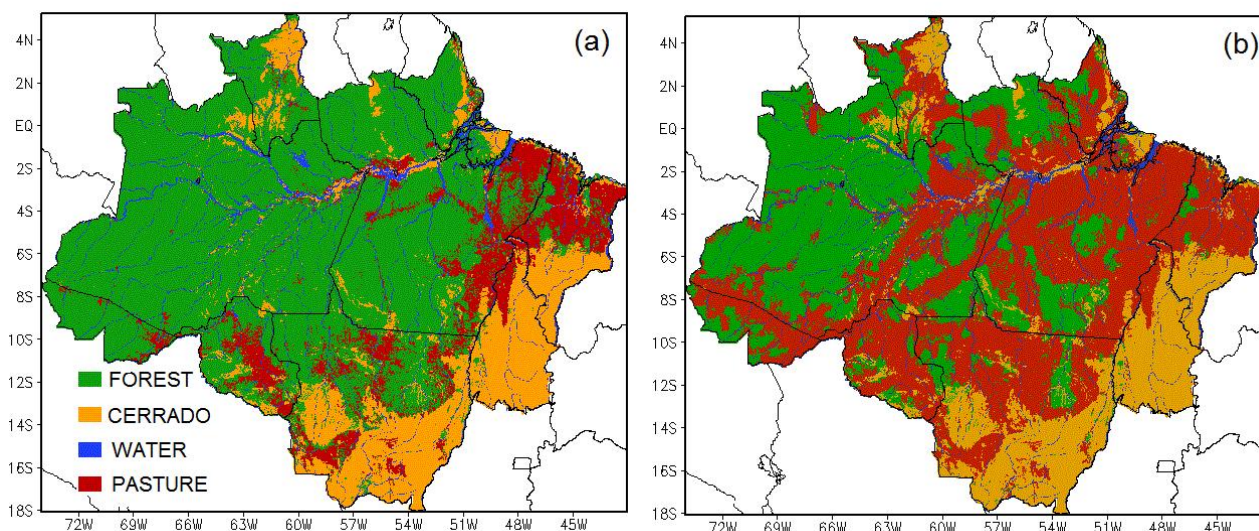 (a)
4N
2N
EQ
2S
4S
6S
8S
10S
12S
14S
16S
18S
FOREST
CERRADO
WATER
PASTURE
72W 69W 66W 63W 60W 57W 54W 51W 48W 45W
(b)
4N
2N
EQ
2S
4S
6S
8S
10S
12S
14S
16S
18S
72W 69W 66W 63W 60W 57W 54W 51W 48W 45W